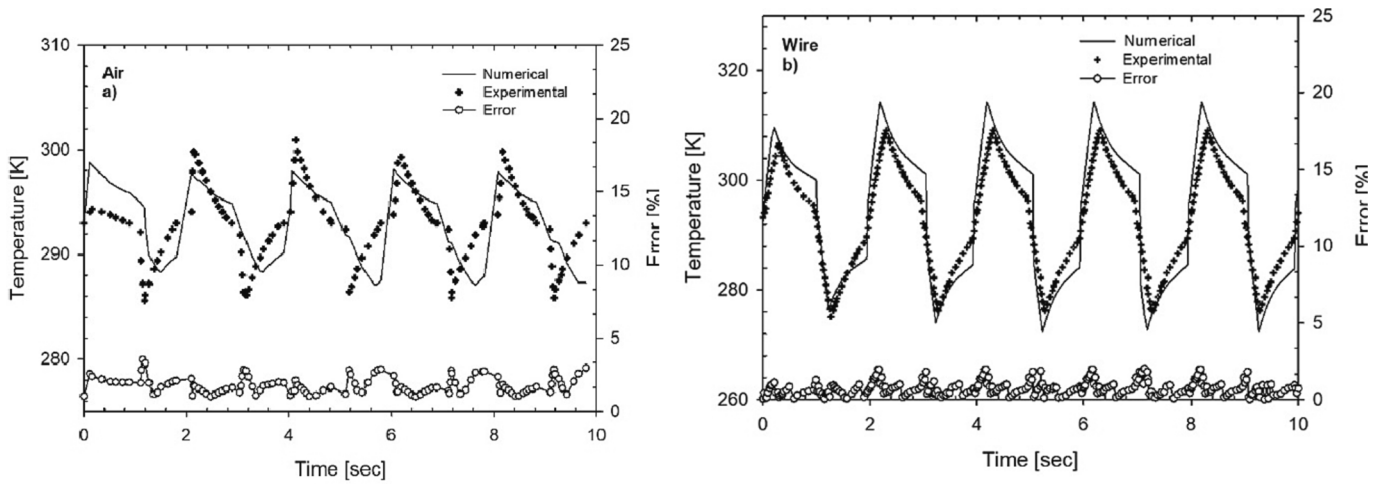 Air
a)
Numerical
Experimental
Error
310
300
290
280
Temperature [K]
25
20
15
10
5
0
Error [%]
0 2 4 6 8 10
Time [sec]
Wire
b)
Numerical
Experimental
Error
320
300
280
260
Temperature [K]
25
20
15
10
5
0
Error [%]
0 2 4 6 8 10
Time [sec]